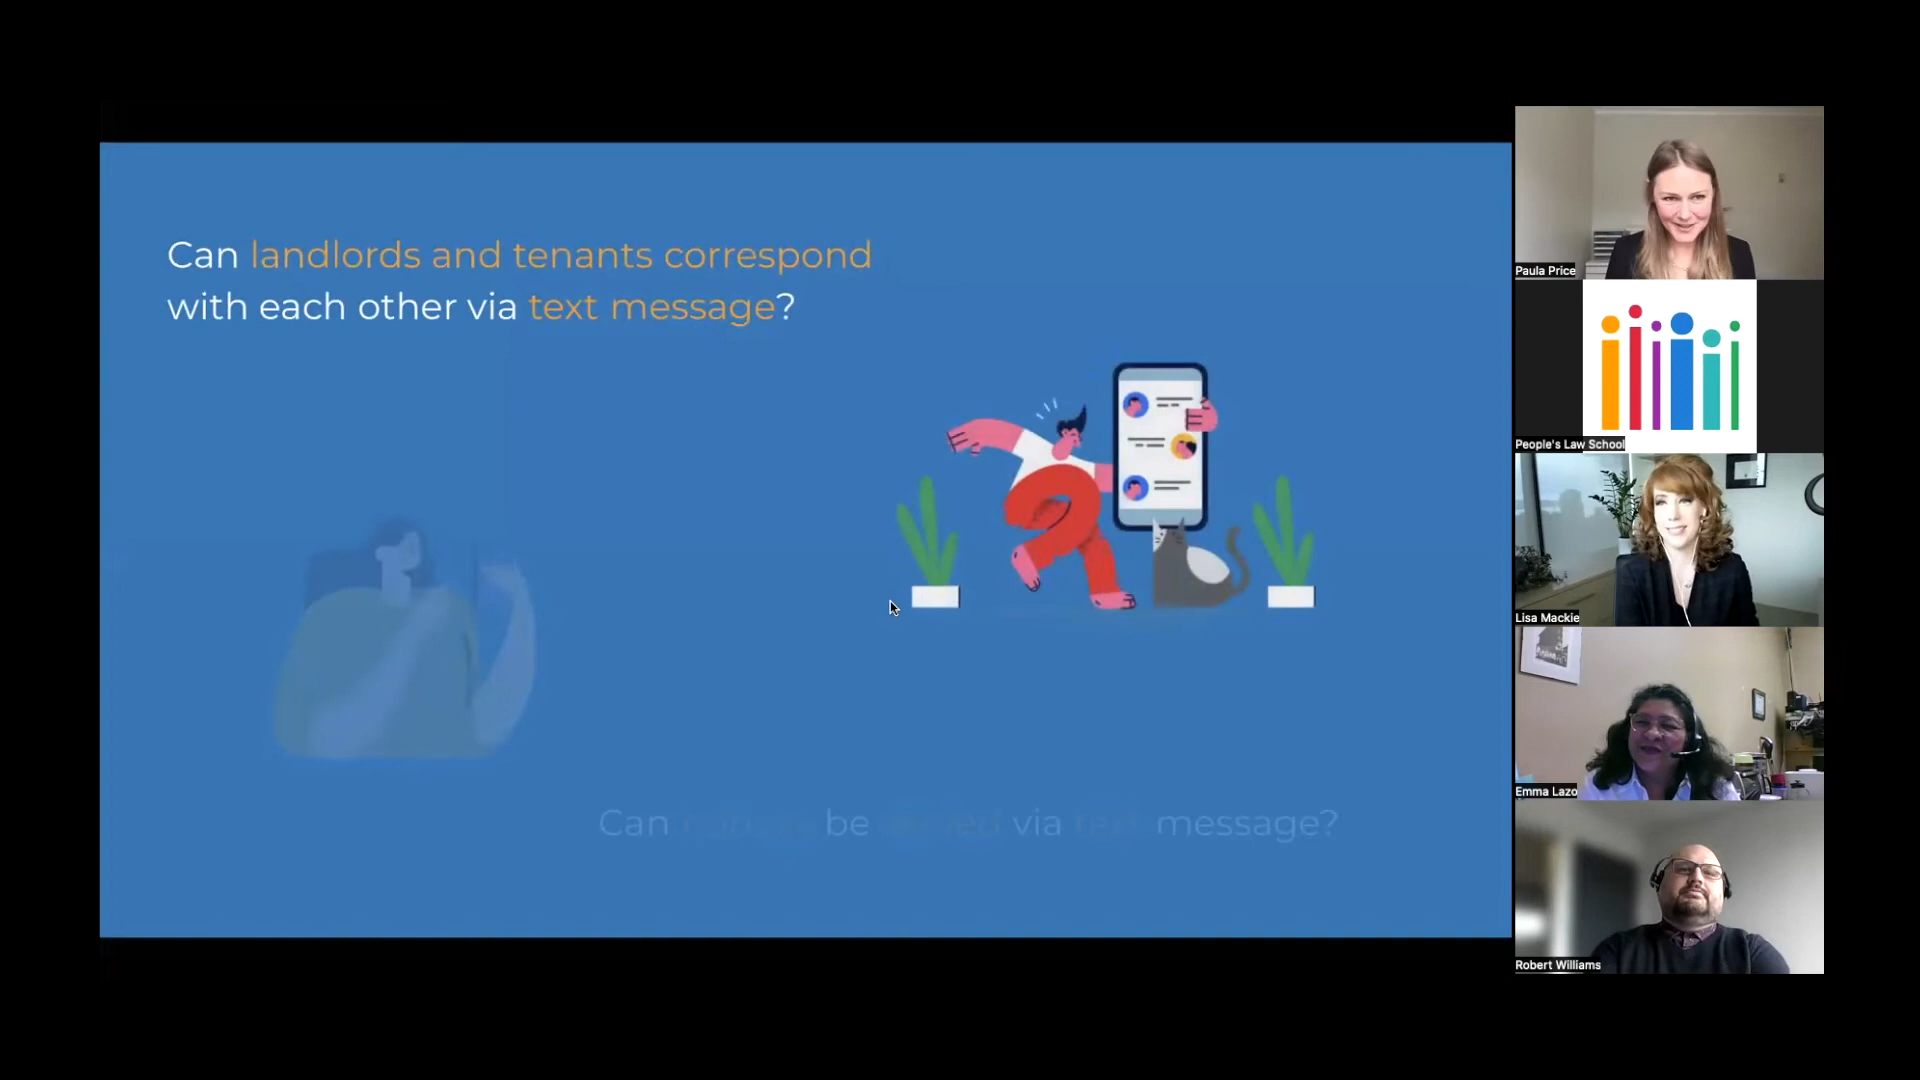 Can landlords and tenants correspond
with each other via text message?
Can be via text message?
Paula Price
People's Law School
Lisa Mackie
Emma Lazo
Robert Williams